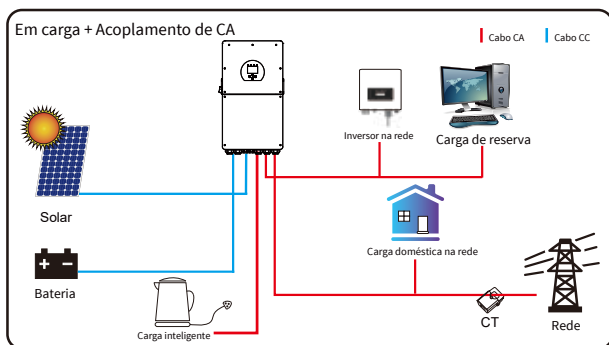 Em carga + Acoplamento de CA
Cabo CA
Cabo CC
Inversor na rede
Carga de reserva
Solar
Carga doméstica na rede
Bateria
Carga inteligente
CT
Rede